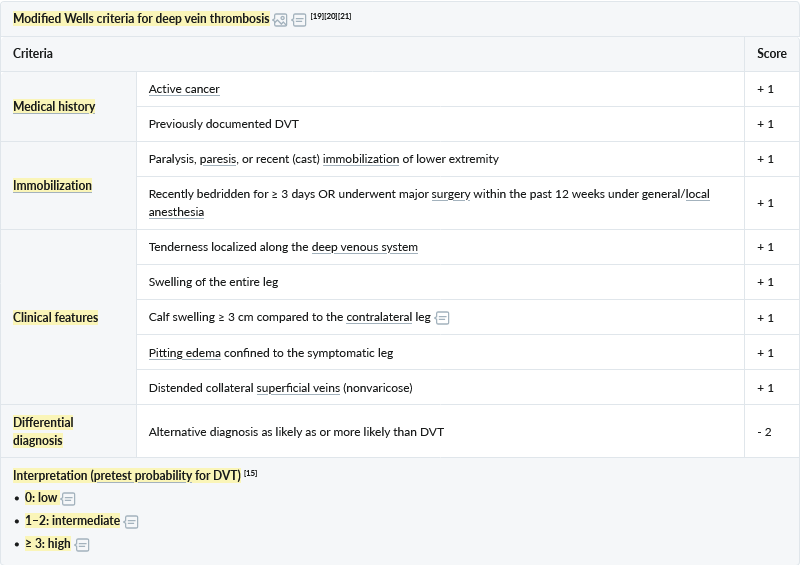 Modified Wells criteria for deep vein thrombosis [19][20][21]
Criteria Score
Medical history
Active cancer + 1
Previously documented DVT + 1
Immobilization
Paralysis, paresis, or recent (cast) immobilization of lower extremity + 1
Recently bedridden for ≥ 3 days OR underwent major surgery within the past 12 weeks under general/local
anesthesia + 1
Clinical features
Tenderness localized along the deep venous system + 1
Swelling of the entire leg + 1
Calf swelling ≥ 3 cm compared to the contralateral leg + 1
Pitting edema confined to the symptomatic leg + 1
Distended collateral superficial veins (nonvaricose) + 1
Differential
diagnosis
Alternative diagnosis as likely as or more likely than DVT - 2
Interpretation (pretest probability for DVT) [15]
• 0: low
• 1–2: intermediate
• ≥ 3: high